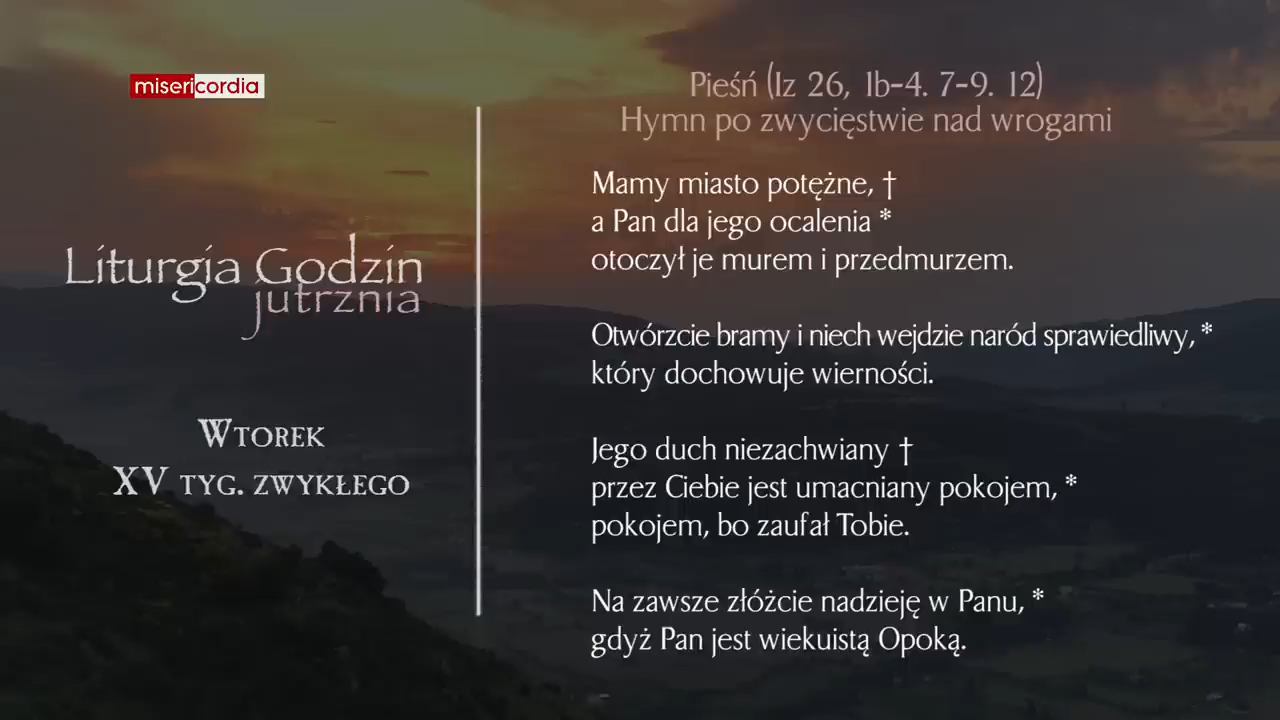 misericordia
Liturgia Godzin
jutrznia
Wtorek
XV tyg. zwykłego
Pieśń (Iz 26, 1b-4. 7-9. 12)
Hymn po zwycięstwie nad wrogami
Mamy miasto potężne, †
a Pan dla jego ocalenia *
otoczył je murem i przedmurzem.
Otwórzcie bramy i niech wejdzie naród sprawiedliwy, *
który dochowuje wierności.
Jego duch niezachwiany †
przez Ciebie jest umacniany pokojem, *
pokojem, bo zaufał Tobie.
Na zawsze złóżcie nadzieję w Panu, *
gdyż Pan jest wiekuistą Opoką.